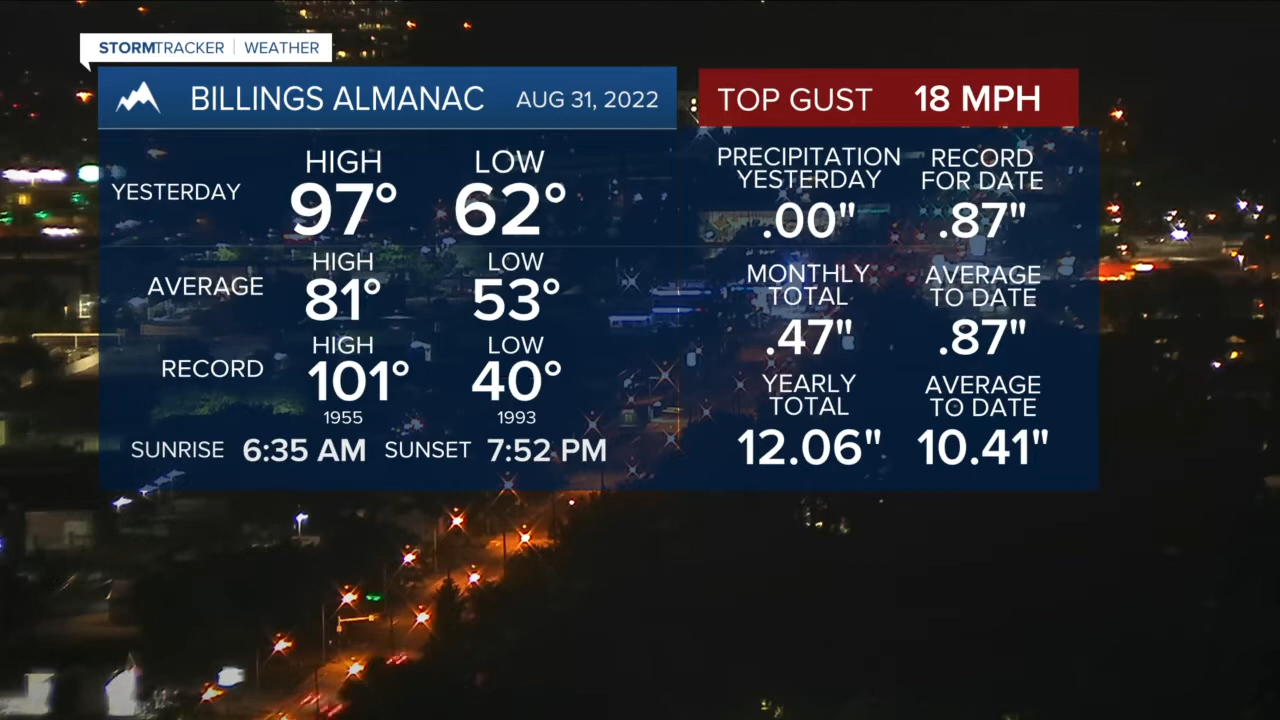 STORMTRACKER | WEATHER
BILLINGS ALMANAC AUG 31, 2022
HIGH LOW
YESTERDAY 97° 62°
HIGH LOW
AVERAGE 81° 53°
HIGH LOW
RECORD 101° 40°
1955 1993
SUNRISE 6:35 AM SUNSET 7:52 PM
TOP GUST 18 MPH
PRECIPITATION RECORD
YESTERDAY FOR DATE
.00" .87"
MONTHLY AVERAGE
TOTAL TO DATE
.47" .87"
YEARLY AVERAGE
TOTAL TO DATE
12.06" 10.41"